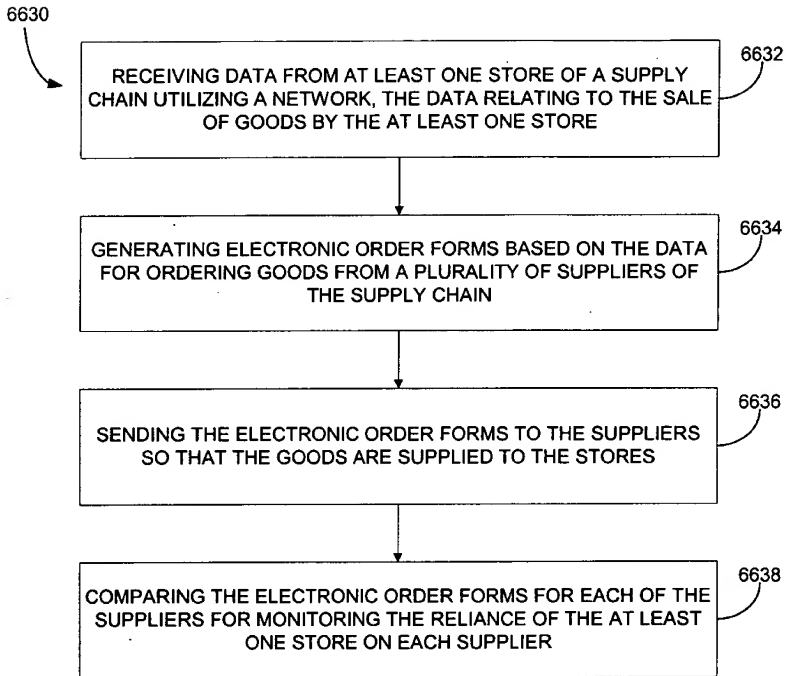 6630
6632
RECEIVING DATA FROM AT LEAST ONE STORE OF A SUPPLY
CHAIN UTILIZING A NETWORK, THE DATA RELATING TO THE SALE
OF GOODS BY THE AT LEAST ONE STORE
6634
GENERATING ELECTRONIC ORDER FORMS BASED ON THE DATA
FOR ORDERING GOODS FROM A PLURALITY OF SUPPLIERS OF
THE SUPPLY CHAIN
6636
SENDING THE ELECTRONIC ORDER FORMS TO THE SUPPLIERS
SO THAT THE GOODS ARE SUPPLIED TO THE STORES
6638
COMPARING THE ELECTRONIC ORDER FORMS FOR EACH OF THE
SUPPLIERS FOR MONITORING THE RELIANCE OF THE AT LEAST
ONE STORE ON EACH SUPPLIER